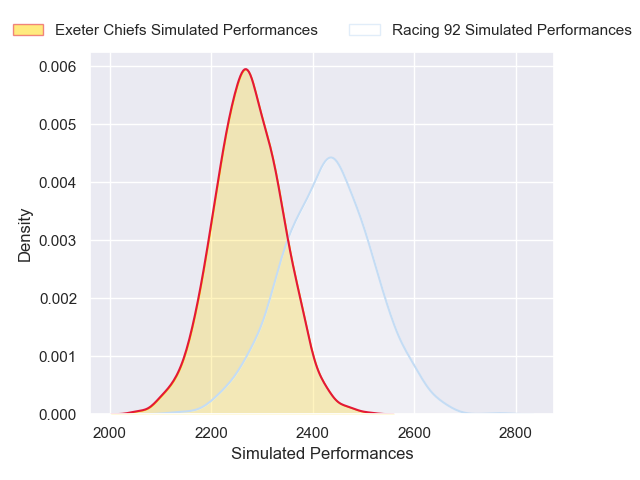 Exeter Chiefs Simulated Performances Racing 92 Simulated Performances
0.006
0.005
0.004
0.003
0.002
0.001
0.000
Density
2000 2200 2400 2600 2800
Simulated Performances